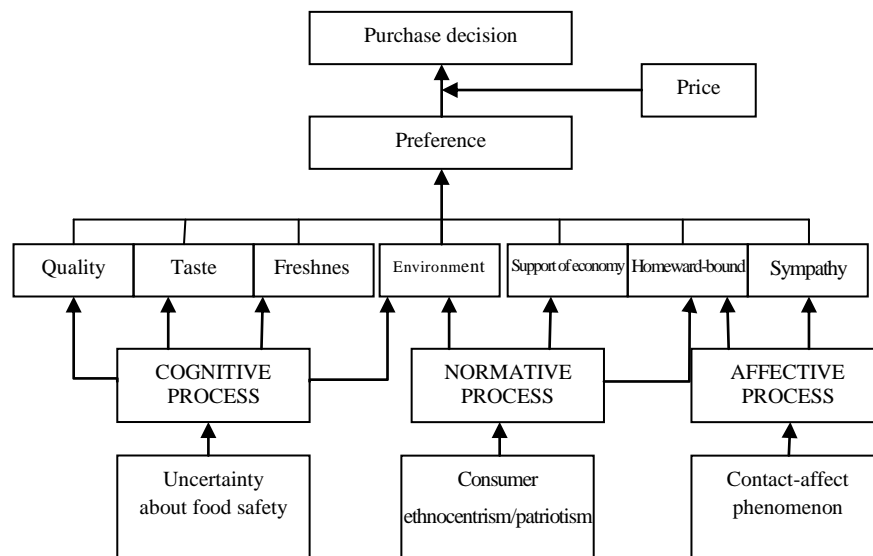 Purchase decision
Price
Preference
Quality
Taste
Freshnes
Environment
Support of economy
Homeward-bound
Sympathy
COGNITIVE
PROCESS
NORMATIVE
PROCESS
AFFECTIVE
PROCESS
Uncertainty
about food safety
Consumer
ethnocentrism/patriotism
Contact-affect
phenomenon